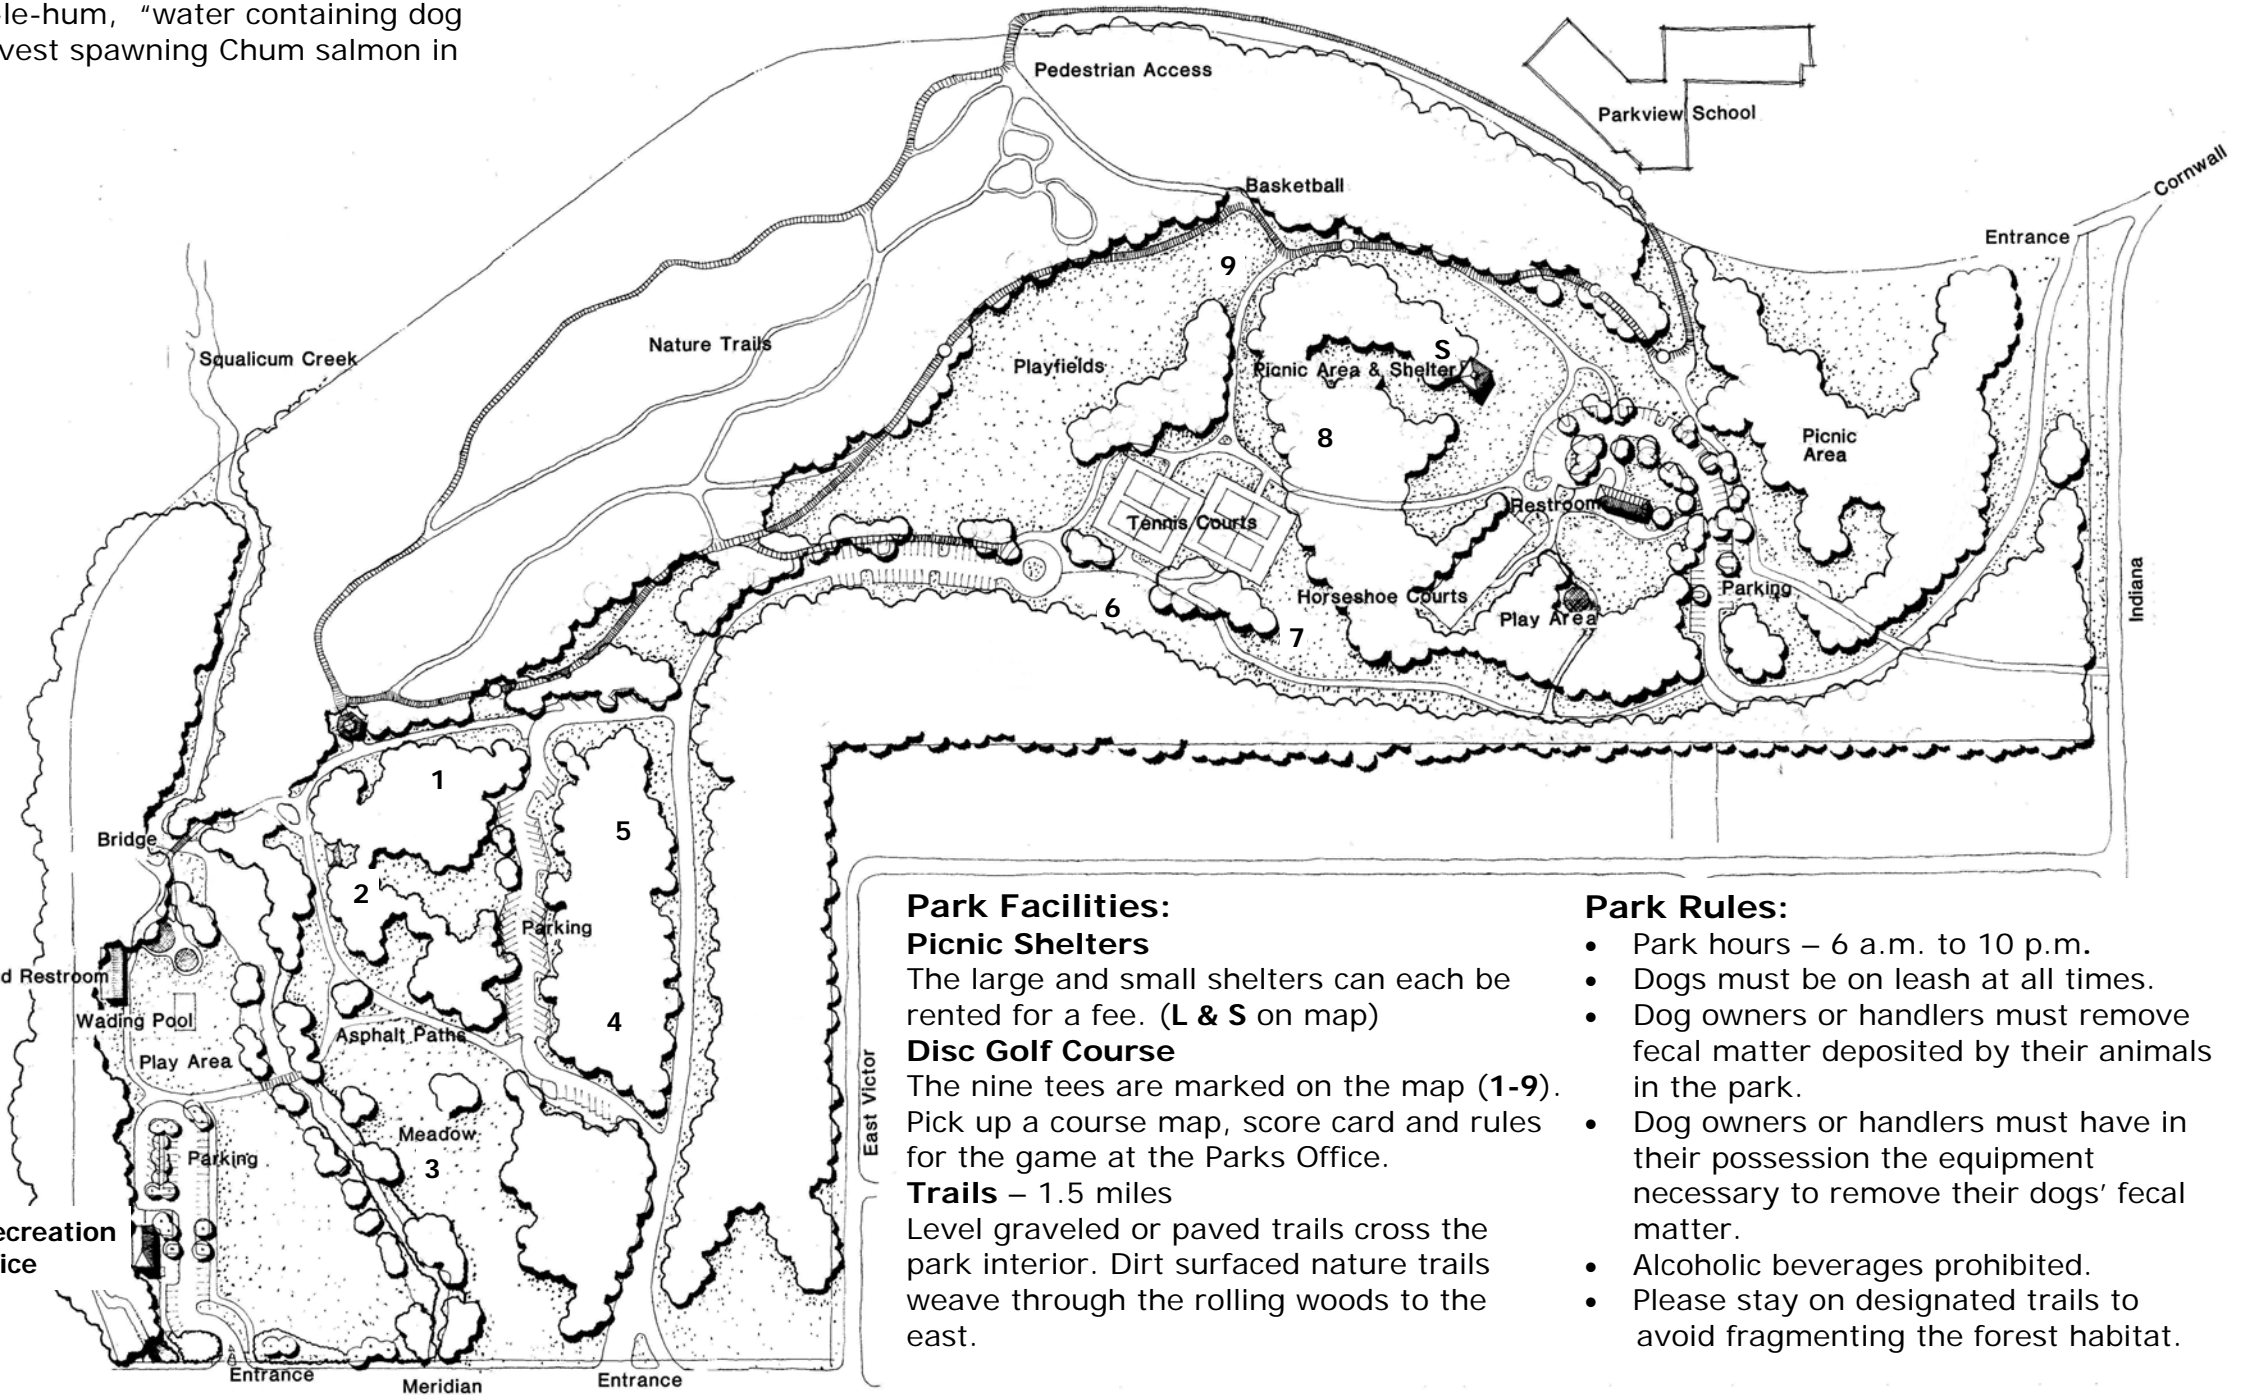 le-hum, “water containing dog
vest spawning Chum salmon in
Pedestrian Access
Parkview School
Cornwall
Basketball
Entrance
9
Nature Trails
Squalicum Creek
Playfields
S
Picnic Area & Shelter
8
Picnic
Area
Restroom
Tennis Courts
6
Horseshoe Courts
7
Play Area
Parking
Indiana
1
5
Bridge
2
Parking
d Restroom
Wading Pool
4
Asphalt Paths
Play Area
Meadow
3
Parking
East Victor
ecreation
ice
Entrance
Meridian
Entrance
Park Facilities:
Picnic Shelters
The large and small shelters can each be
rented for a fee. (L & S on map)
Disc Golf Course
The nine tees are marked on the map (1-9).
Pick up a course map, score card and rules
for the game at the Parks Office.
Trails – 1.5 miles
Level graveled or paved trails cross the
park interior. Dirt surfaced nature trails
weave through the rolling woods to the
east.
Park Rules:
• Park hours – 6 a.m. to 10 p.m.
• Dogs must be on leash at all times.
• Dog owners or handlers must remove
fecal matter deposited by their animals
in the park.
• Dog owners or handlers must have in
their possession the equipment
necessary to remove their dogs’ fecal
matter.
• Alcoholic beverages prohibited.
• Please stay on designated trails to
avoid fragmenting the forest habitat.